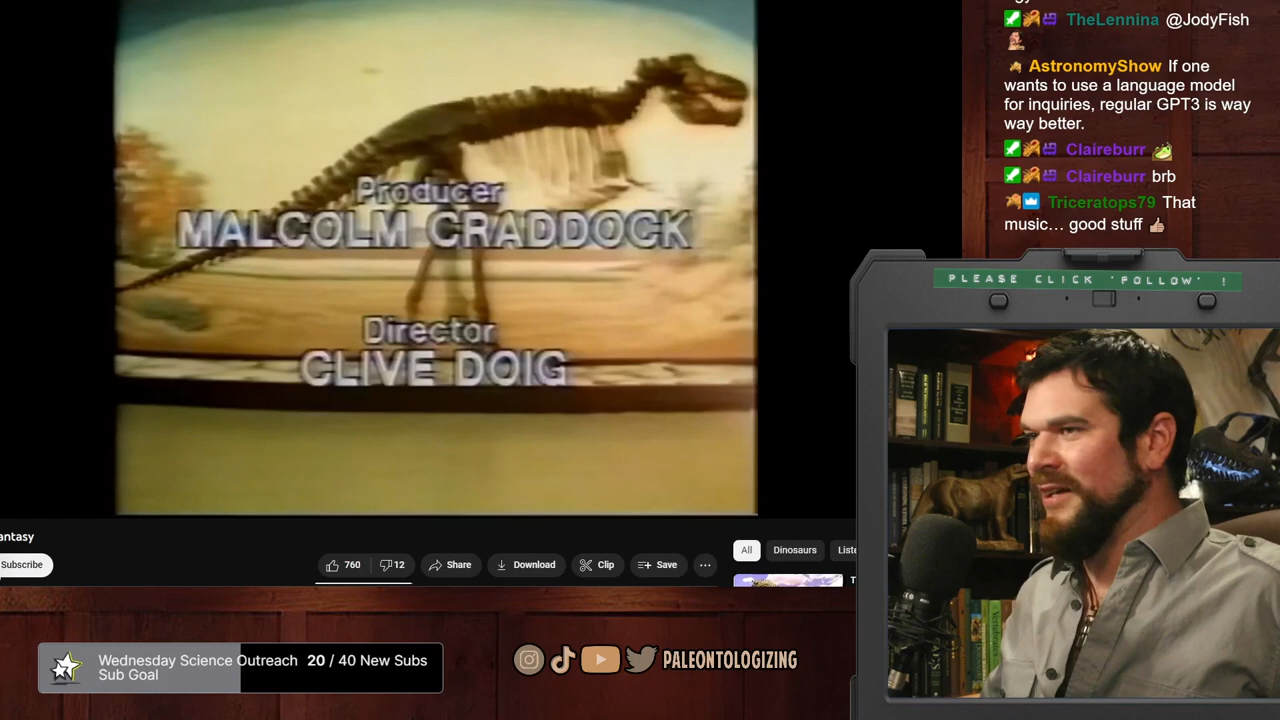 TheLennina @JodyFish
AstronomyShow If one
wants to use a language model
for inquiries, regular GPT3 is way
way better.
Claireburr
Claireburr brb
Triceratops79 That
music… good stuff
PLEASE CLICK 'FOLLOW' !
Producer
MALCOLM CRADDOCK
Director
CLIVE DOIG
antasy
Subscribe
760
12
Share
Download
Clip
Save
All
Dinosaurs
Liste
Wednesday Science Outreach 20 / 40 New Subs
Sub Goal
PALEONTOLOGIZING